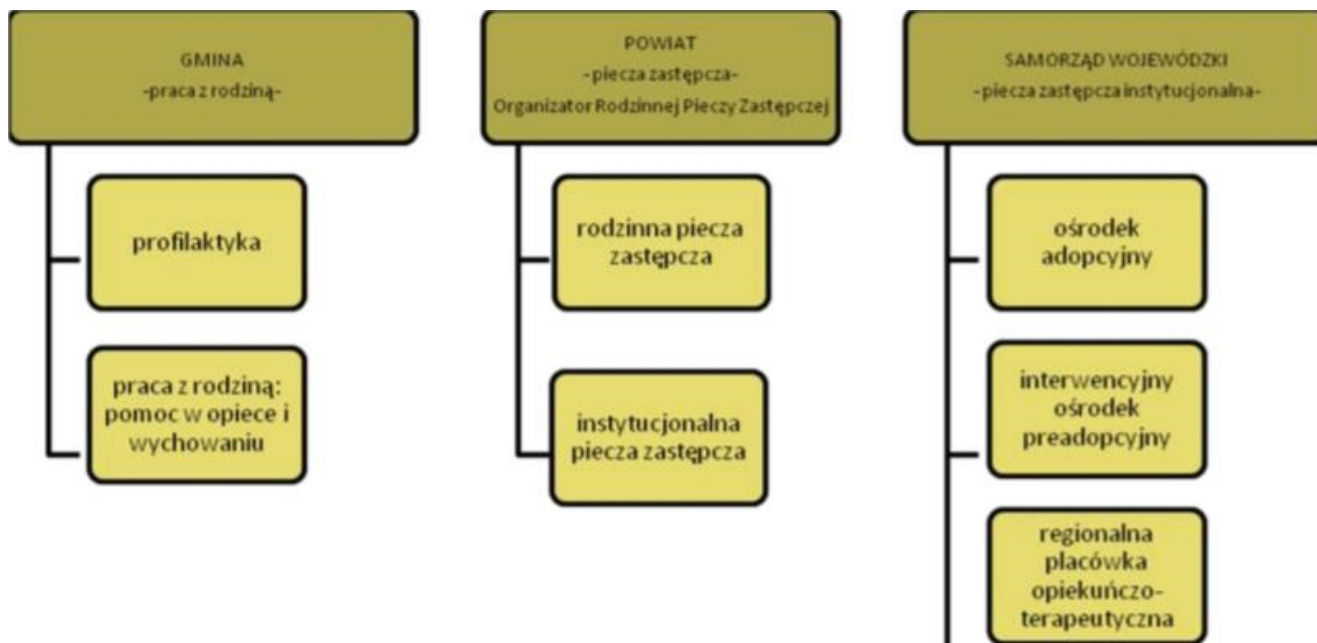 GMINA
-praca z rodziną-
profilaktyka
praca z rodziną:
pomoc w opiece i
wychowaniu
POWIAT
-piecza zastępcza-
Organizator Rodzinnej Pieczy Zastępczej
rodzinna piecza
zastępcza
instytucjonalna
piecza zastępcza
SAMORZĄD WOJEWÓDZKI
-piecza zastępcza instytucjonalna-
ośrodek
adopcyjny
interwencyjny
ośrodek
preadopcyjny
regionalna
placówka
opiekuńczo-
terapeutyczna